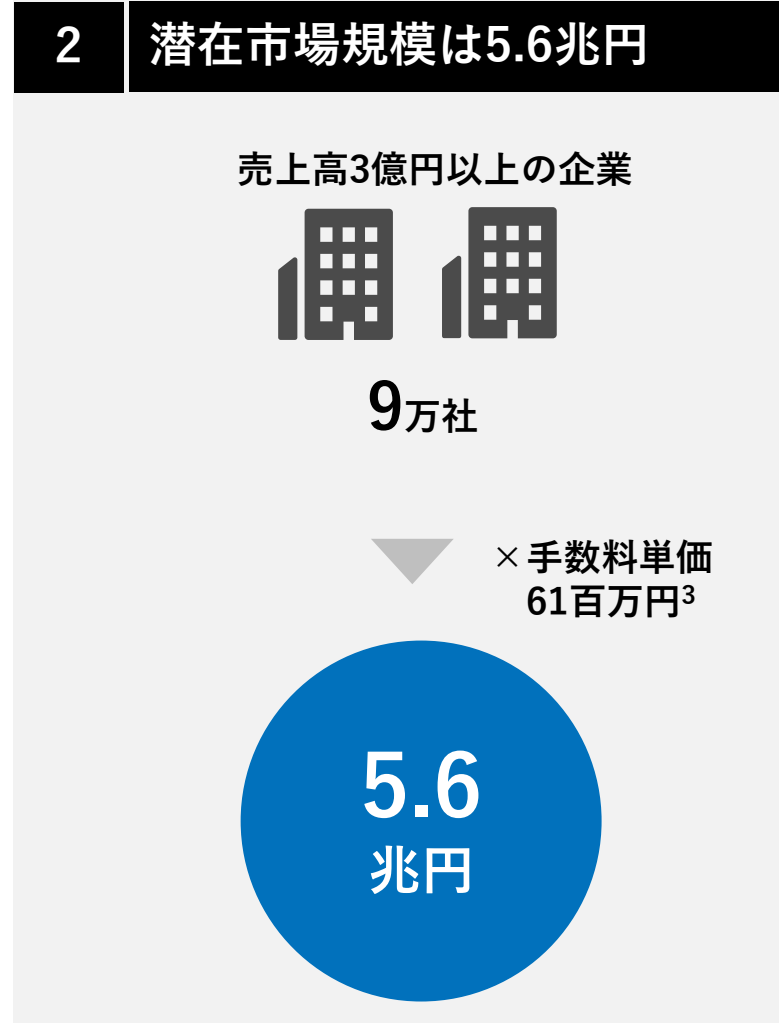 2 潜在市場規模は5.6兆円
売上高3億円以上の企業
9万社
×手数料単価
61百万円³
5.6
兆円